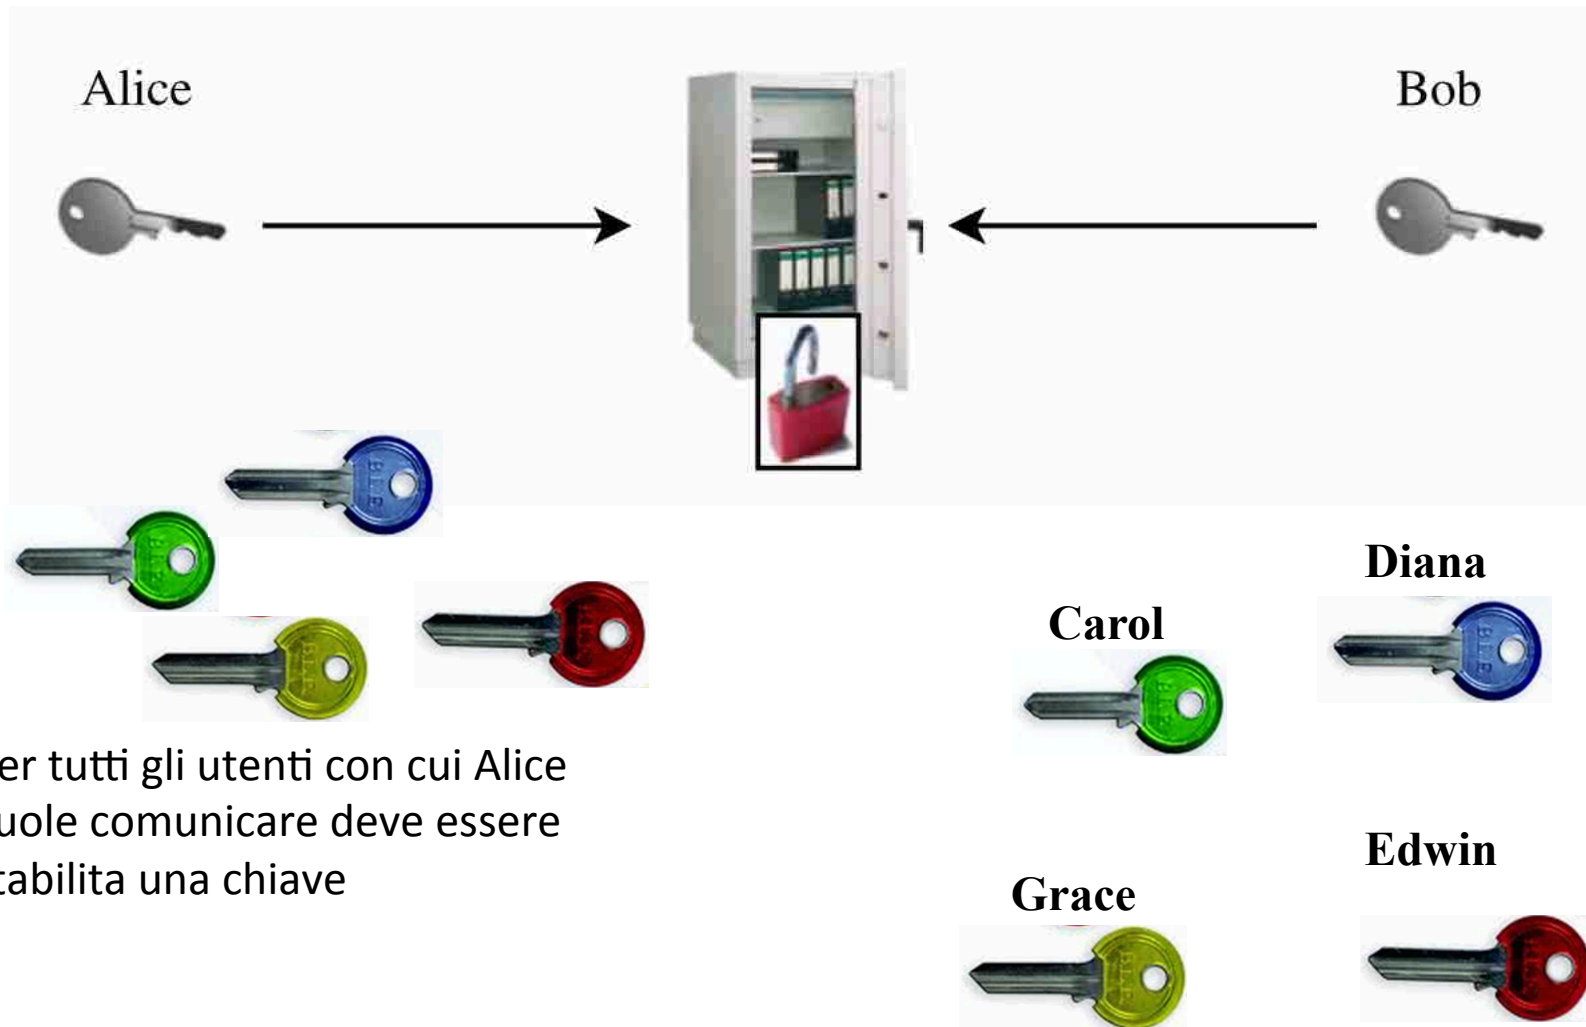 Alice
Bob
Diana
Carol
er tutti gli utenti con cui Alice
uole comunicare deve essere
tabilita una chiave
Edwin
Grace